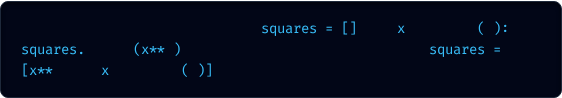 squares = [] x ( ):
squares. (x** ) squares =
[x** x ( )]